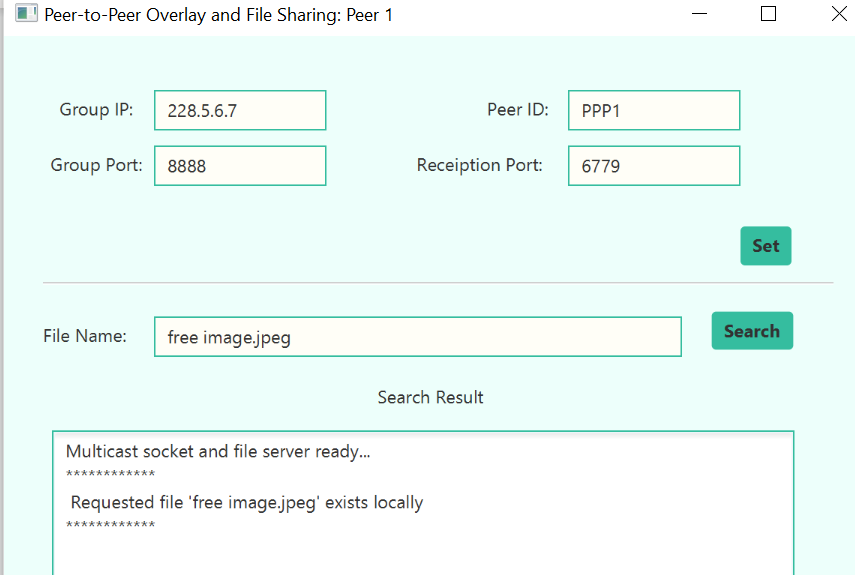 Peer-to-Peer Overlay and File Sharing: Peer 1
Group IP: 228.5.6.7 Peer ID: PPP1
Group Port: 8888 Receiption Port: 6779
Set
File Name: free image.jpeg Search
Search Result
Multicast socket and file server ready...
************
Requested file 'free image.jpeg' exists locally
************